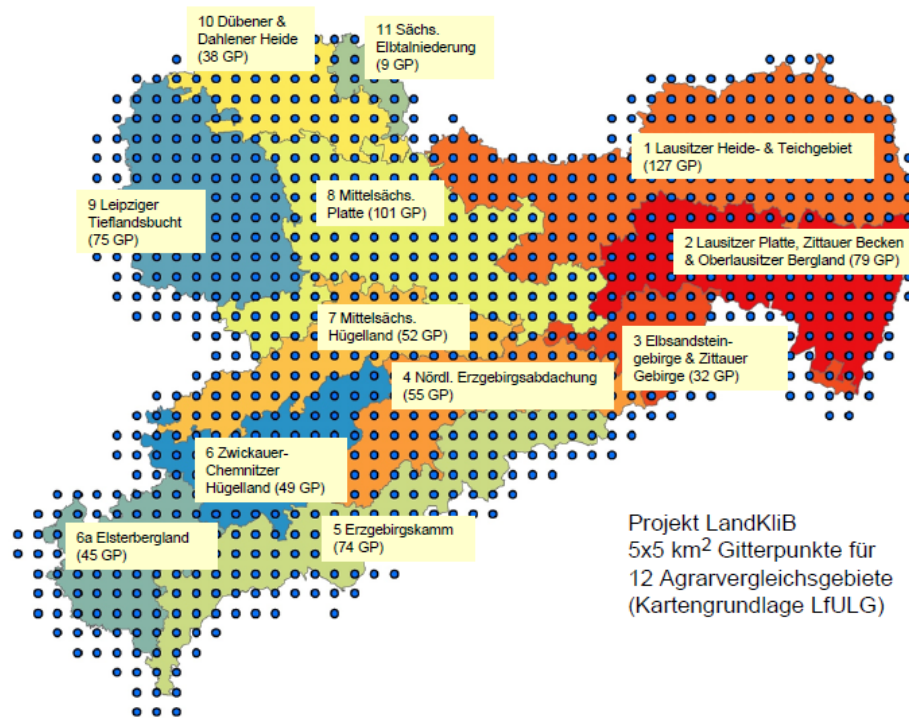 10 Dübener &
Dahlener Heide
(38 GP)
11 Sächs.
Elbtalniederung
(9 GP)
1 Lausitzer Heide- & Teichgebiet
(127 GP)
9 Leipziger
Tieflandsbucht
(75 GP)
8 Mittelsächs.
Platte (101 GP)
2 Lausitzer Platte, Zittauer Becken
& Oberlausitzer Bergland (79 GP)
7 Mittelsächs.
Hügelland (52 GP)
3 Elbsandstein-
gebirge & Zittauer
Gebirge (32 GP)
4 Nördl. Erzgebirgsabdachung
(55 GP)
6 Zwickauer-
Chemnitzer
Hügelland (49 GP)
5 Erzgebirgskamm
(74 GP)
6a Elsterbergland
(45 GP)
Projekt LandKliB
5x5 km² Gitterpunkte für
12 Agrarvergleichsgebiete
(Kartengrundlage LfULG)